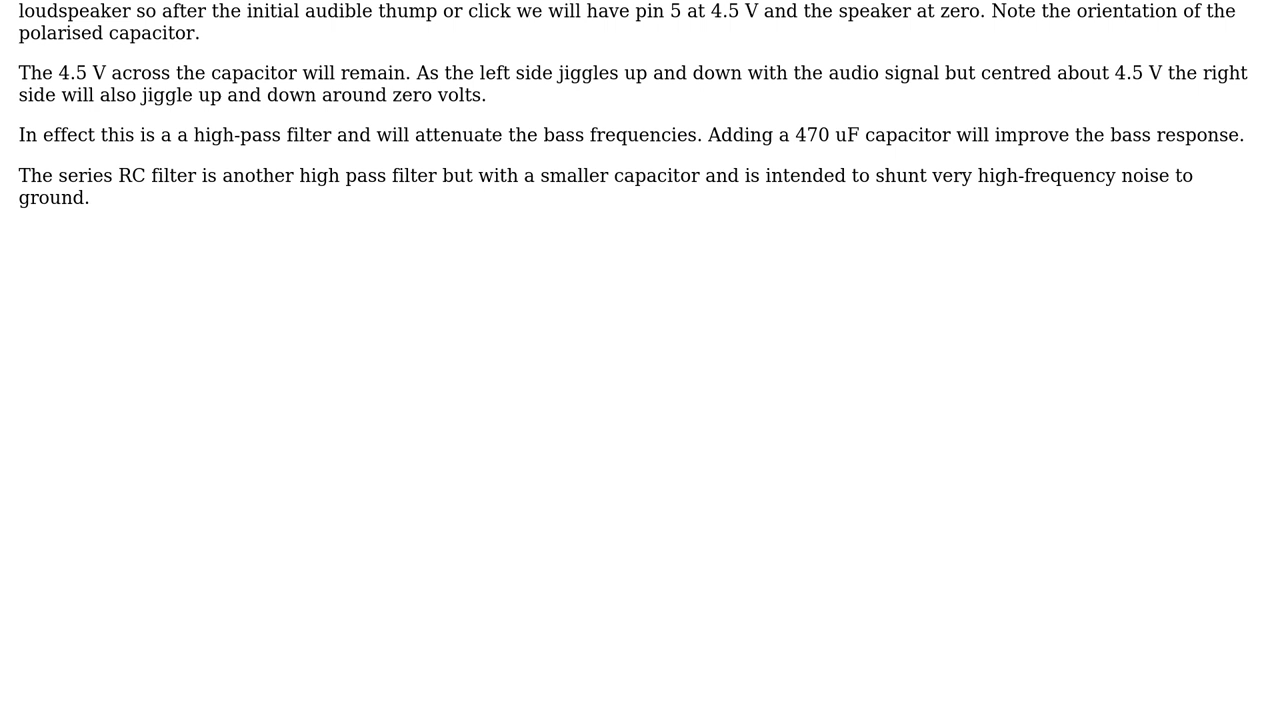 loudspeaker so after the initial audible thump or click we will have pin 5 at 4.5 V and the speaker at zero. Note the orientation of the
polarised capacitor.
The 4.5 V across the capacitor will remain. As the left side jiggles up and down with the audio signal but centred about 4.5 V the right
side will also jiggle up and down around zero volts.
In effect this is a a high-pass filter and will attenuate the bass frequencies. Adding a 470 uF capacitor will improve the bass response.
The series RC filter is another high pass filter but with a smaller capacitor and is intended to shunt very high-frequency noise to
ground.